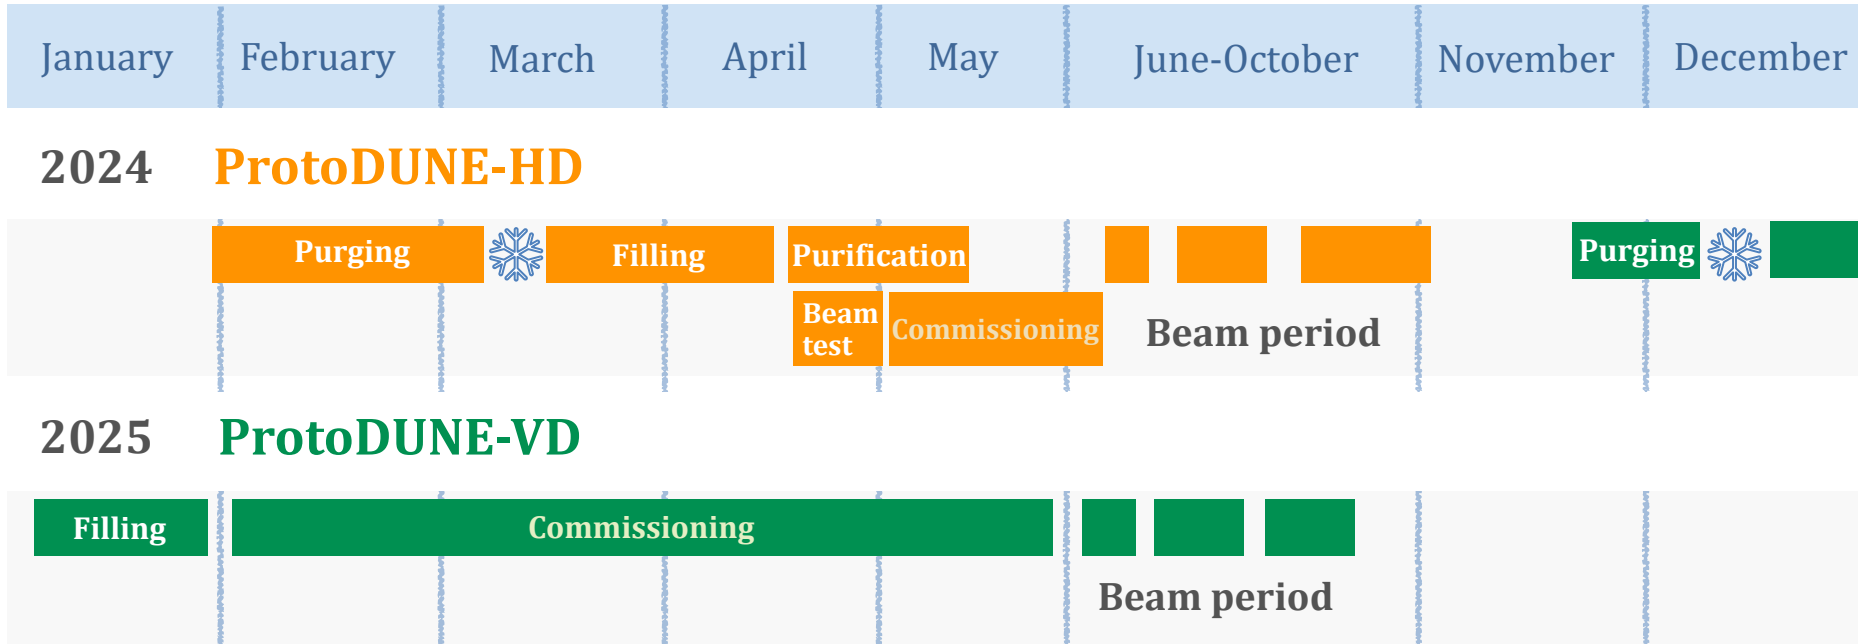 January February March April May June-October November December
2024 ProtoDUNE-HD
Purging Filling Purification Purging
Beam
test
Commissioning
Beam period
2025 ProtoDUNE-VD
Filling Commissioning
Beam period